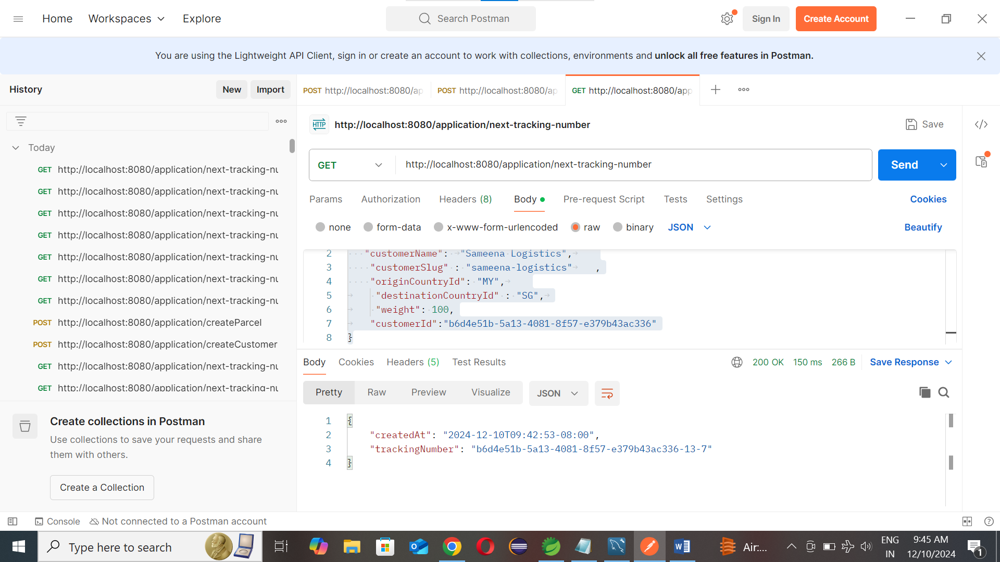 Home Workspaces Explore Search Postman Sign In Create Account
You are using the Lightweight API Client, sign in or create an account to work with collections, environments and unlock all free features in Postman.
History New Import
POST http://localhost:8080/ap POST http://localhost:8080/ap GET http://localhost:8080/app
HTTP http://localhost:8080/application/next-tracking-number Save
Today
GET http://localhost:8080/application/next-tracking-nu
GET http://localhost:8080/application/next-tracking-nu
GET http://localhost:8080/application/next-tracking-nu
GET http://localhost:8080/application/next-tracking-nu
GET http://localhost:8080/application/next-tracking-nu
GET http://localhost:8080/application/next-tracking-nu
GET http://localhost:8080/application/next-tracking-nu
POST http://localhost:8080/application/createParcel
POST http://localhost:8080/application/createCustomer
GET http://localhost:8080/application/next-tracking-nu
GET http://localhost:8080/application/next-tracking-nu
Create collections in Postman
Use collections to save your requests and share
them with others.
Create a Collection
GET http://localhost:8080/application/next-tracking-number Send
Params Authorization Headers (8) Body Pre-request Script Tests Settings Cookies
none form-data x-www-form-urlencoded raw binary JSON Beautify
2 "customerName": "Sameena Logistics",
3 "customerSlug" : "sameena-logistics" ,
4 "originCountryId": "MY",
5 "destinationCountryId" : "SG",
6 "weight": 100,
7 "customerId":"b6d4e51b-5a13-4081-8f57-e379b43ac336"
8 }
Body Cookies Headers (5) Test Results 200 OK 150 ms 266 B Save Response
Pretty Raw Preview Visualize JSON
1 {
2 "createdAt": "2024-12-10T09:42:53-08:00",
3 "trackingNumber": "b6d4e51b-5a13-4081-8f57-e379b43ac336-13-7"
4 }
Console Not connected to a Postman account
Type here to search Air:... ENG 9:45 AM
IN 12/10/2024 1